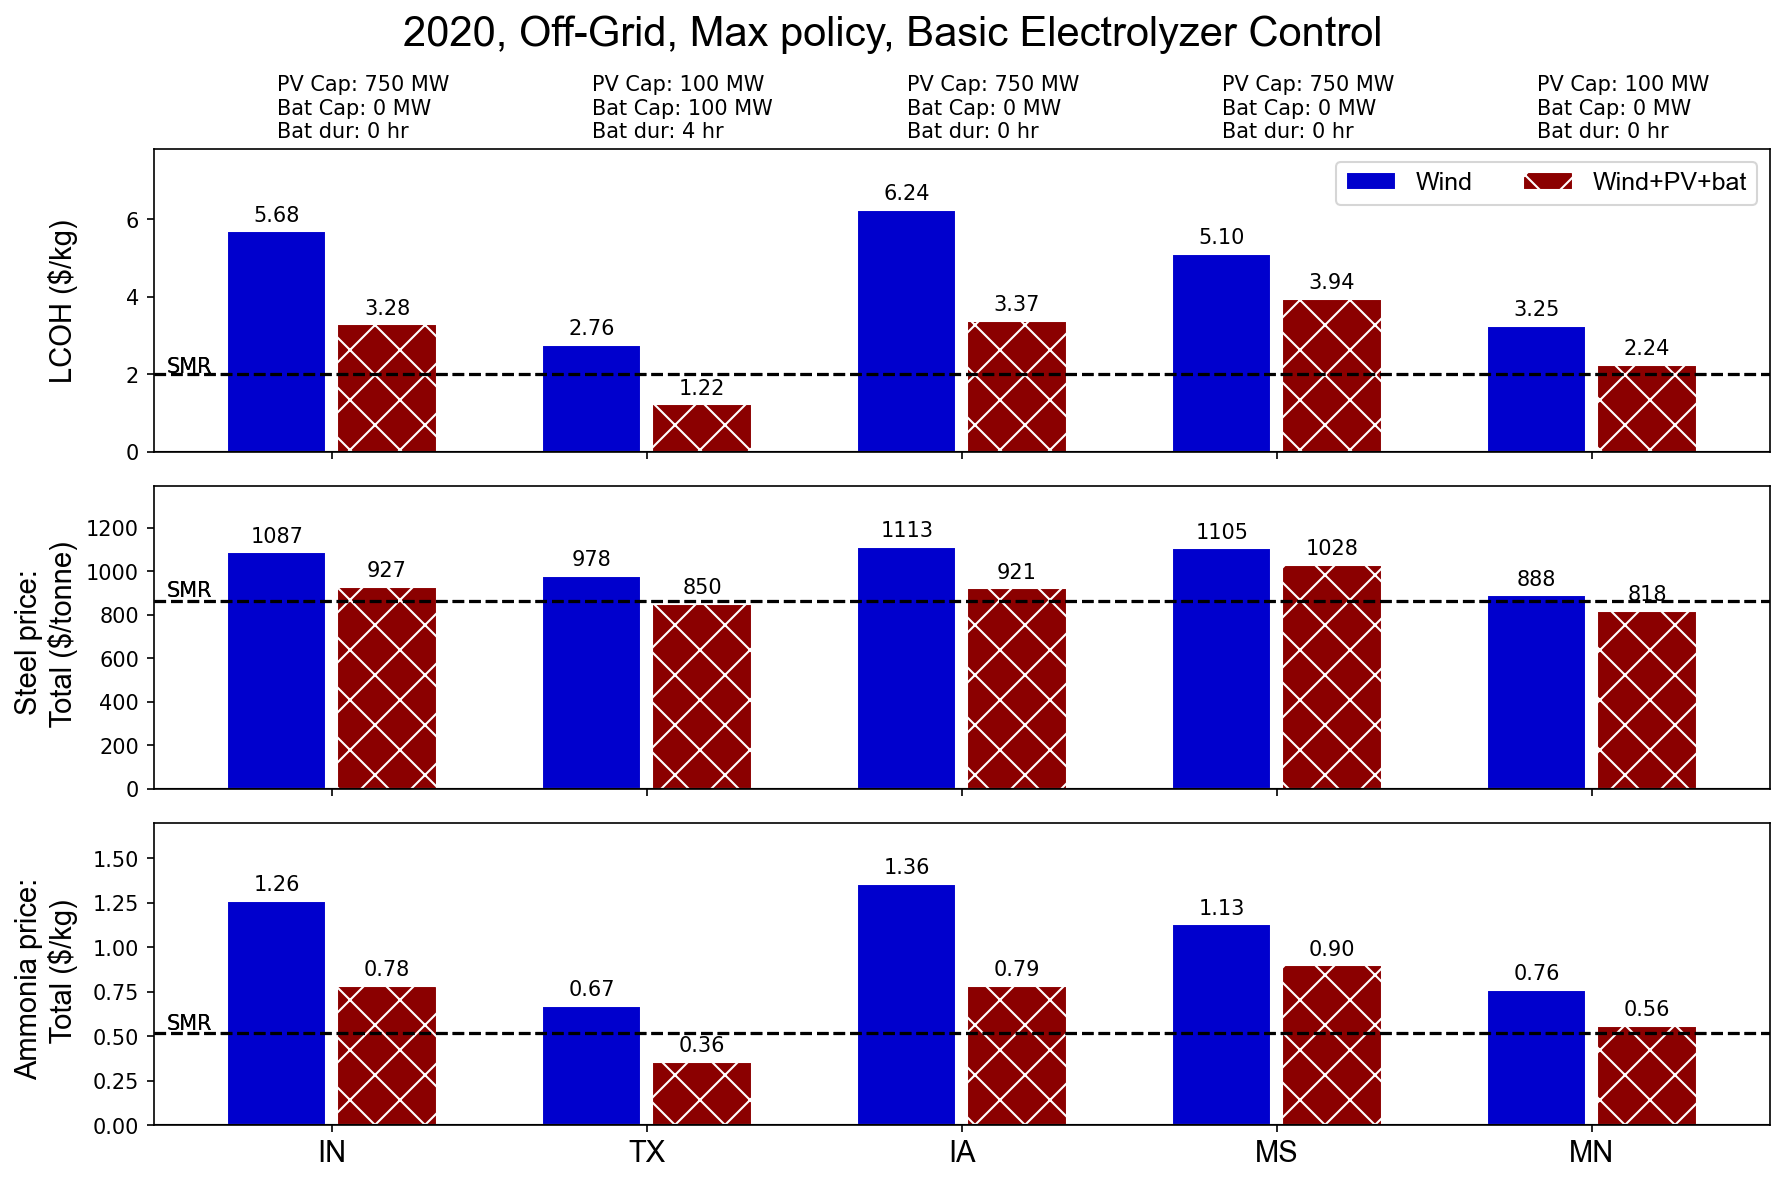 2020, Off-Grid, Max policy, Basic Electrolyzer Control
PV Cap: 750 MW
Bat Cap: 0 MW
Bat dur: 0 hr
PV Cap: 100 MW
Bat Cap: 100 MW
Bat dur: 4 hr
PV Cap: 750 MW
Bat Cap: 0 MW
Bat dur: 0 hr
PV Cap: 750 MW
Bat Cap: 0 MW
Bat dur: 0 hr
PV Cap: 100 MW
Bat Cap: 0 MW
Bat dur: 0 hr
LCOH ($/kg)
6
4
2
0
SMR
5.68
3.28
2.76
1.22
6.24
3.37
5.10
3.94
3.25
2.24
Wind
Wind+PV+bat
Steel price:
Total ($/tonne)
1200
1000
800
600
400
200
0
SMR
1087
927
978
850
1113
921
1105
1028
888
818
Ammonia price:
Total ($/kg)
1.50
1.25
1.00
0.75
0.50
0.25
0.00
SMR
1.26
0.78
0.67
0.36
1.36
0.79
1.13
0.90
0.76
0.56
IN
TX
IA
MS
MN